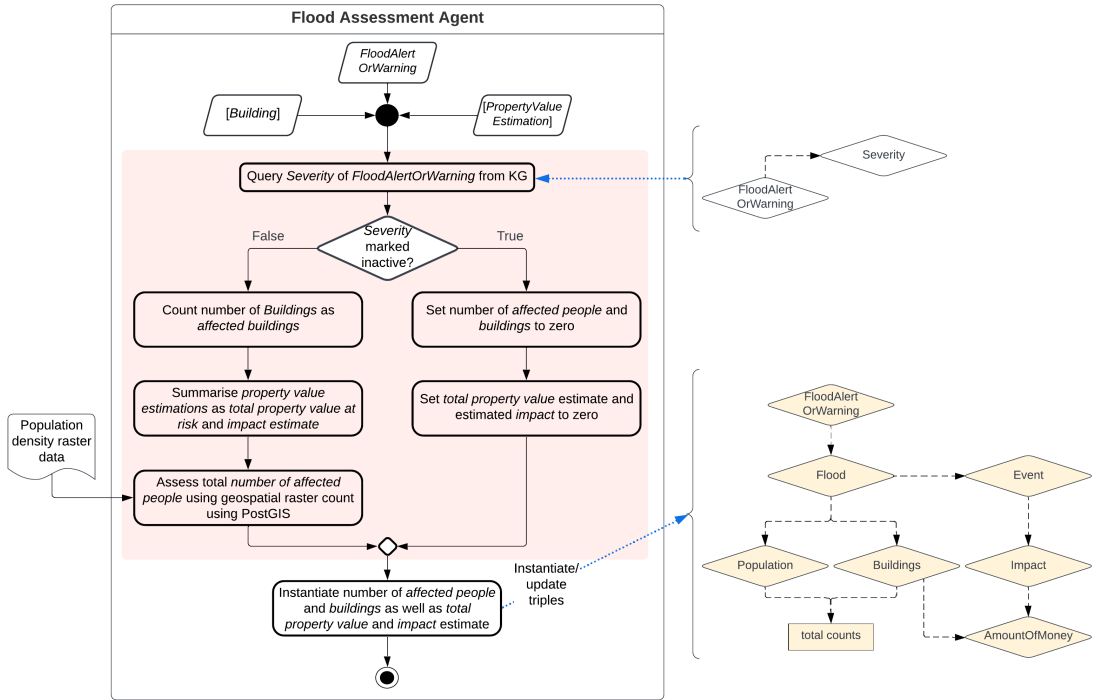 Flood Assessment Agent
FloodAlert
OrWarning
[Building]
[PropertyValue
Estimation]
Query Severity of FloodAlertOrWarning from KG
Severity
marked
inactive?
False
True
Count number of Buildings as
affected buildings
Set number of affected people and
buildings to zero
Summarise property value
estimations as total property value at
risk and impact estimate
Set total property value estimate and
estimated impact to zero
Population
density raster
data
Assess total number of affected
people using geospatial raster count
using PostGIS
Instantiate number of affected people
and buildings as well as total
property value and impact estimate
Instantiate/
update
triples
Severity
FloodAlert
OrWarning
FloodAlert
OrWarning
Flood
Event
Population
Buildings
Impact
total counts
AmountOfMoney